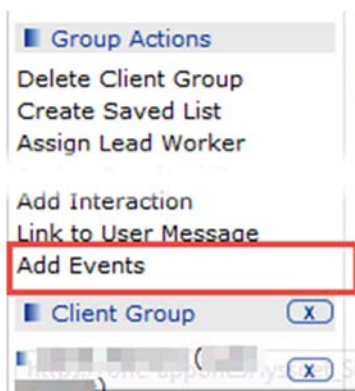 Group Actions
Delete Client Group
Create Saved List
Assign Lead Worker
Add Interaction
Link to User Message
Add Events
Client Group (X)
(
(X)
)